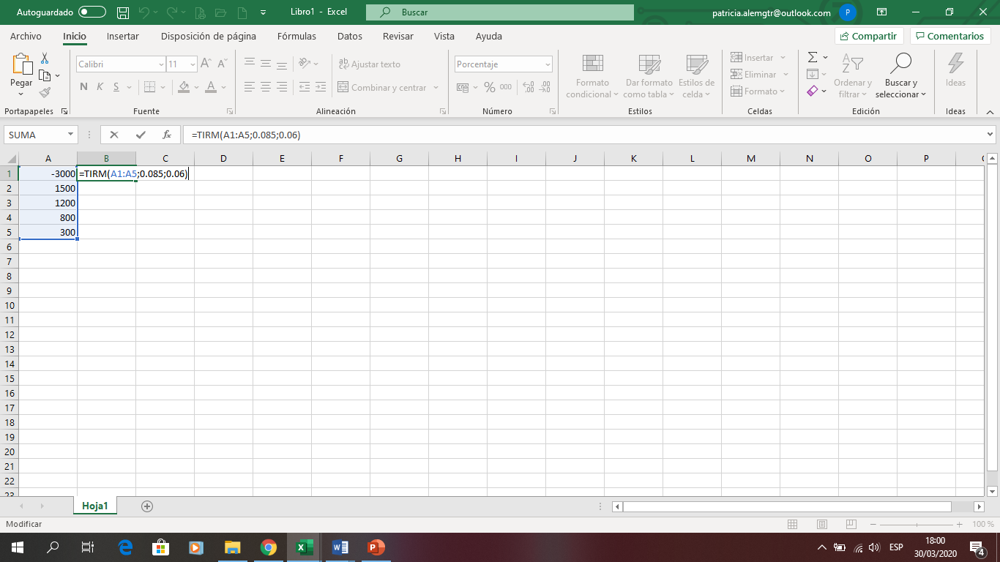 Autoguardado Libro1 - Excel Buscar patricia.alemgtr@outlook.com P
Archivo Inicio Insertar Disposición de página Fórmulas Datos Revisar Vista Ayuda Compartir Comentarios
Pegar
Calibri 11
N K S
A A
Ajustar texto
Combinar y centrar
Porcentaje
% 000
Formato condicional
Dar formato como tabla
Estilos de celda
Insertar
Eliminar
Formato
Ordenar y filtrar
Buscar y seleccionar
Ideas
Portapapeles Fuente Alineación Número Estilos Celdas Edición Ideas
SUMA fx =TIRM(A1:A5;0.085;0.06)
A B C D E F G H I J K L M N O P
1 -3000 =TIRM(A1:A5;0.085;0.06)
2 1500
3 1200
4 800
5 300
6
7
8
9
10
11
12
13
14
15
16
17
18
19
20
21
22
23
Hoja1
Modificar 100 %
ESP 18:00
30/03/2020 4